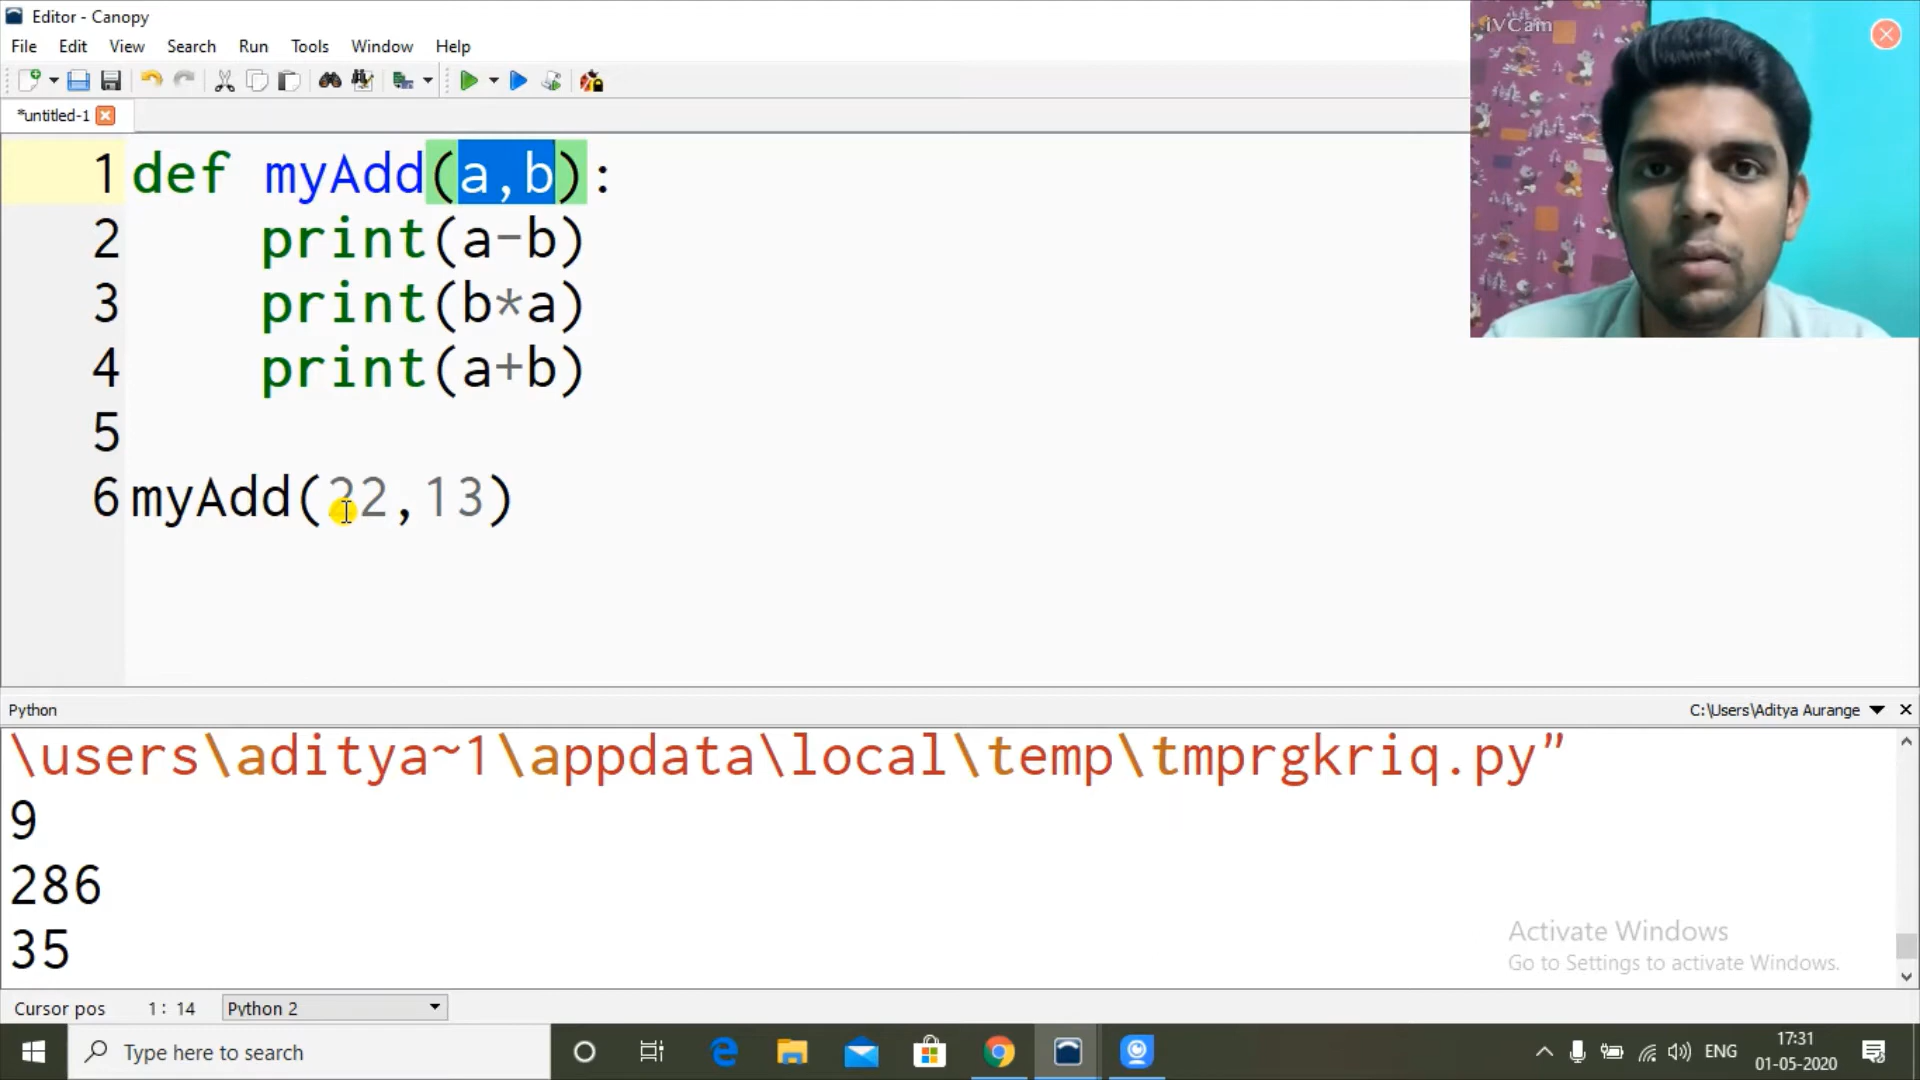 Editor - Canopy
iVCam
File Edit View Search Run Tools Window Help
*untitled-1
1 def myAdd(a,b):
2 print(a-b)
3 print(b*a)
4 print(a+b)
5
6 myAdd(22,13)
Python
C:\Users\Aditya Aurange
\users\aditya~1\appdata\local\temp\tmprgkriq.py"
9
286
35
Activate Windows
Go to Settings to activate Windows.
Cursor pos 1: 14 Python 2
Type here to search
ENG
17:31
01-05-2020